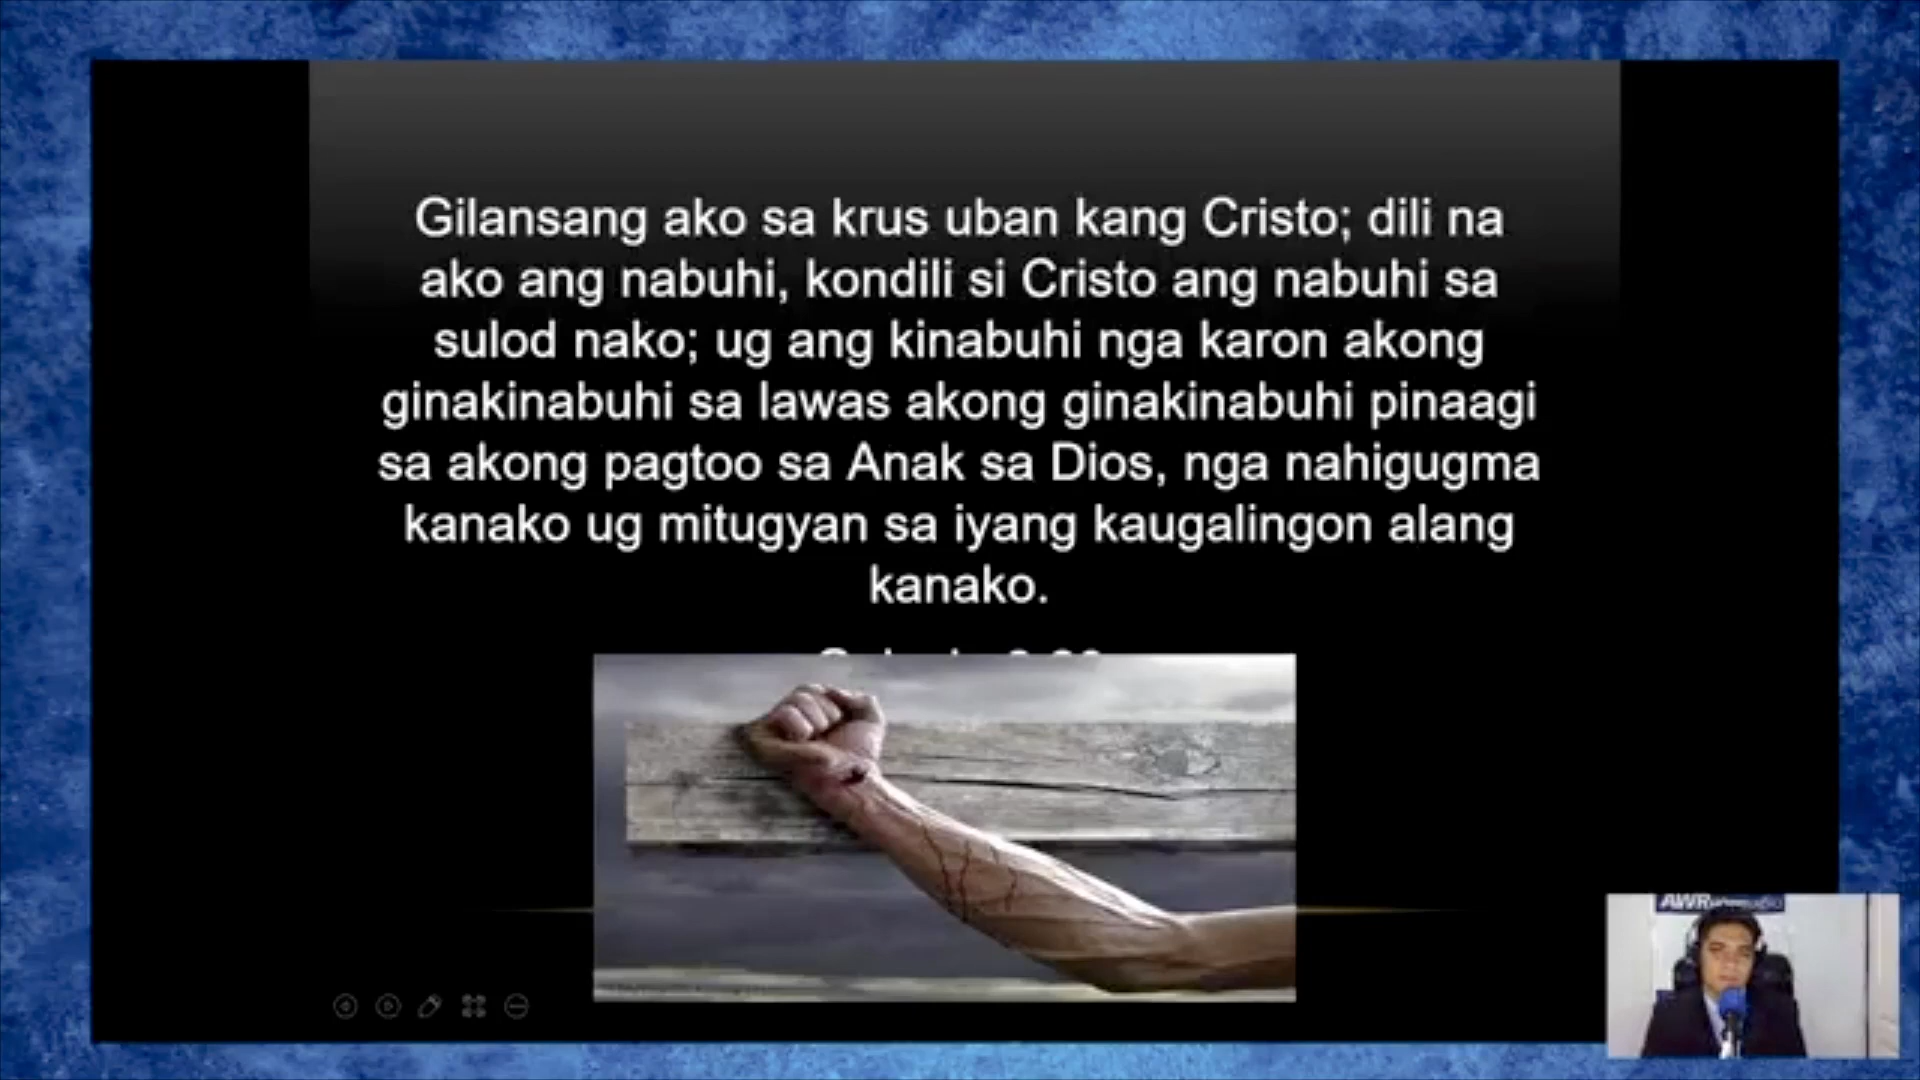 Gilansang ako sa krus uban kang Cristo; dili na
ako ang nabuhi, kondili si Cristo ang nabuhi sa
sulod nako; ug ang kinabuhi nga karon akong
ginakinabuhi sa lawas akong ginakinabuhi pinaagi
sa akong pagtoo sa Anak sa Dios, nga nahigugma
kanako ug mitugyan sa iyang kaugalingon alang
kanako.
AWR